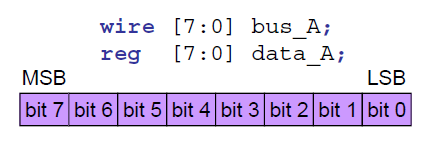 wire [7:0] bus_A;
reg [7:0] data_A;
MSB LSB
bit 7 bit 6 bit 5 bit 4 bit 3 bit 2 bit 1 bit 0